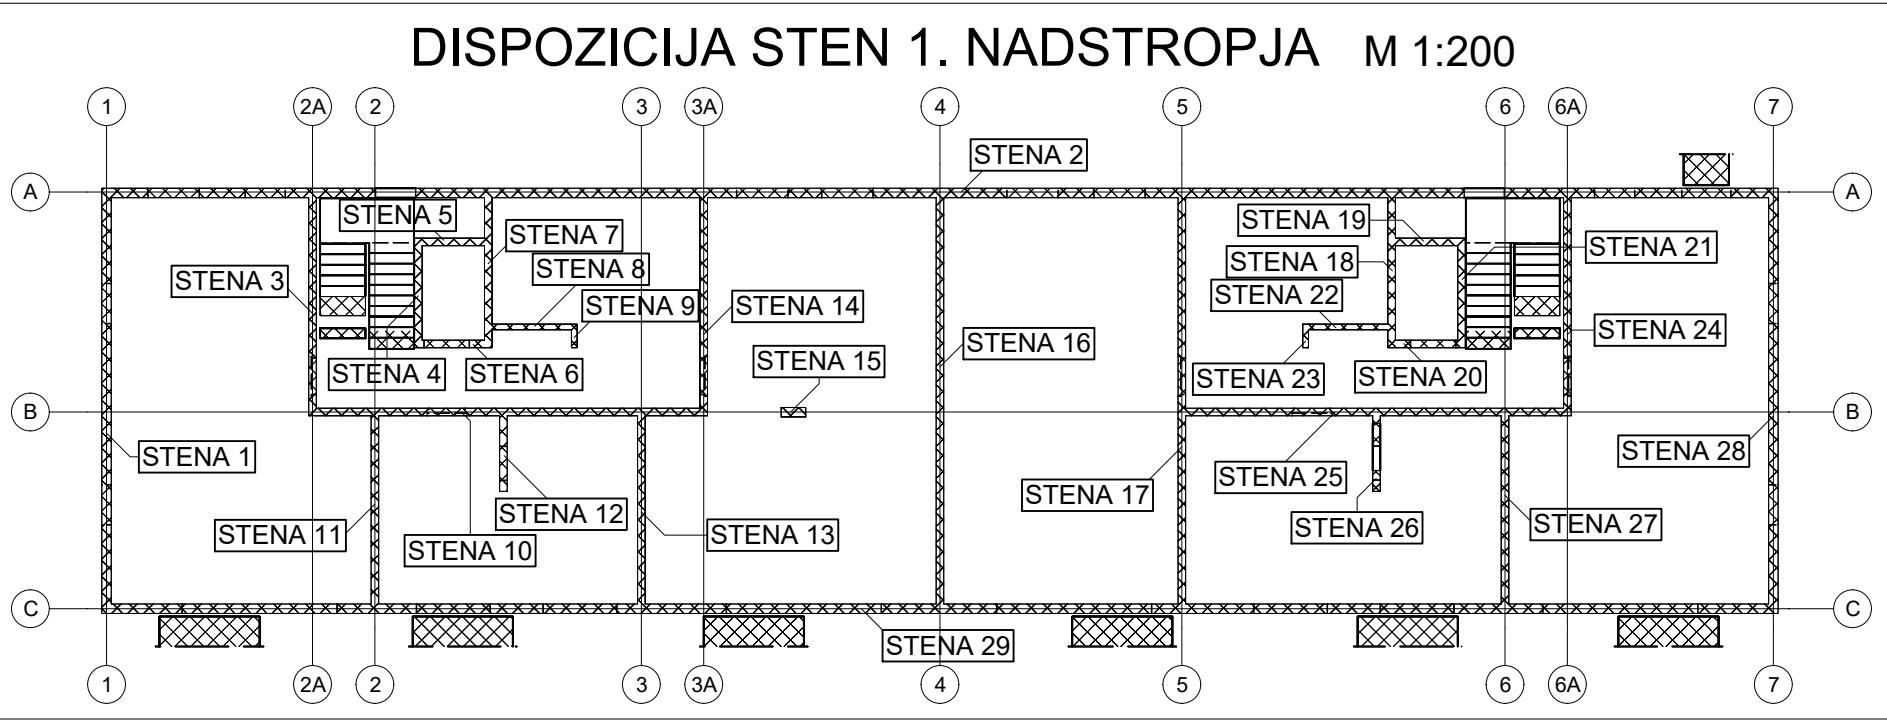 DISPOZICIJA STEN 1. NADSTROPJA M 1:200
1 2A 2 3 3A 4 5 6 6A 7
STENA 2
A A
STENA 5
STENA 19
STENA 7
STENA 21
STENA 18
STENA 8
STENA 3
STENA 22
STENA 9
STENA 14
STENA 24
STENA 16
STENA 15
STENA 4
STENA 6
STENA 23
STENA 20
B B
STENA 28
STENA 1
STENA 25
STENA 17
STENA 12
STENA 27
STENA 26
STENA 11
STENA 13
STENA 10
C C
STENA 29
1 2A 2 3 3A 4 5 6 6A 7